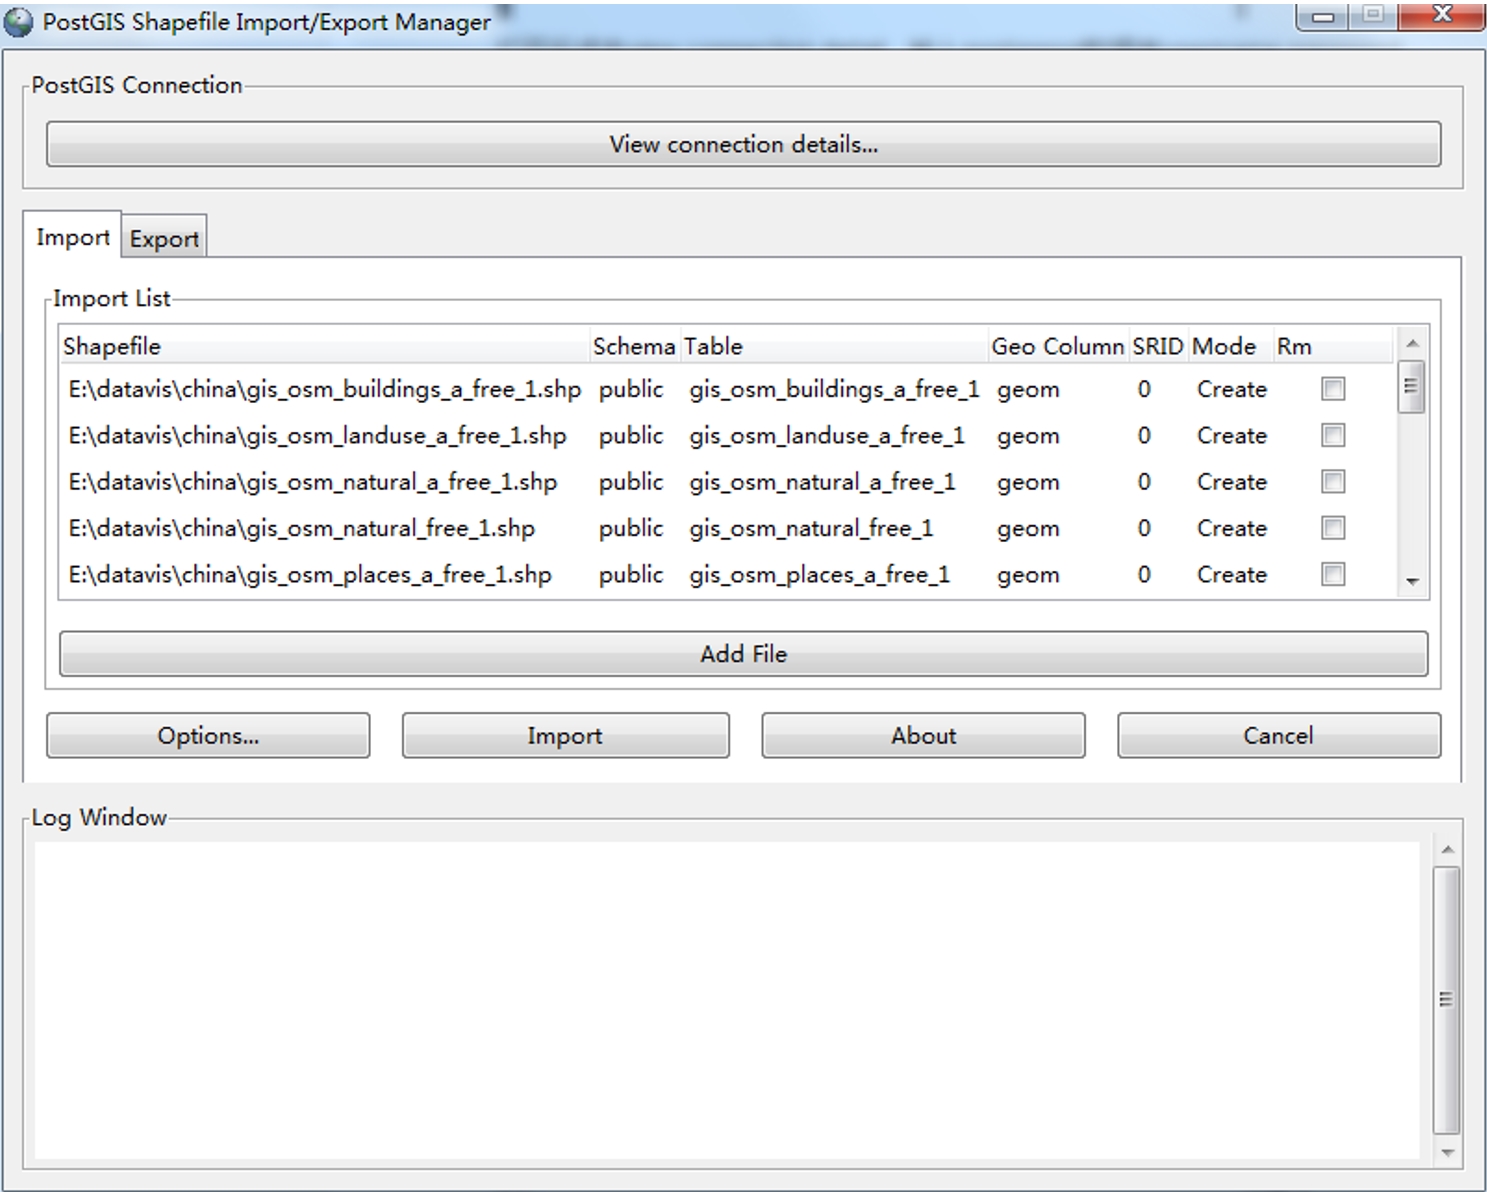 PostGIS Shapefile Import/Export Manager
PostGIS Connection
View connection details...
Import Export
Import List
Shapefile Schema Table Geo Column SRID Mode Rm
E:\datavis\china\gis_osm_buildings_a_free_1.shp public gis_osm_buildings_a_free_1 geom 0 Create
E:\datavis\china\gis_osm_landuse_a_free_1.shp public gis_osm_landuse_a_free_1 geom 0 Create
E:\datavis\china\gis_osm_natural_a_free_1.shp public gis_osm_natural_a_free_1 geom 0 Create
E:\datavis\china\gis_osm_natural_free_1.shp public gis_osm_natural_free_1 geom 0 Create
E:\datavis\china\gis_osm_places_a_free_1.shp public gis_osm_places_a_free_1 geom 0 Create
Add File
Options... Import About Cancel
Log Window